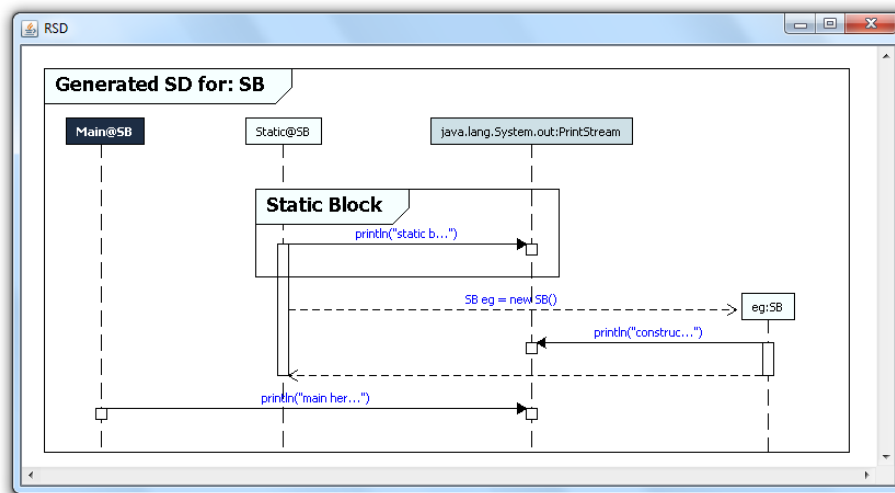 RSD
Generated SD for: SB
Main@SB
Static@SB
java.lang.System.out:PrintStream
Static Block
println("static b...")
SB eg = new SB()
eg:SB
println("construc...")
println("main her...")